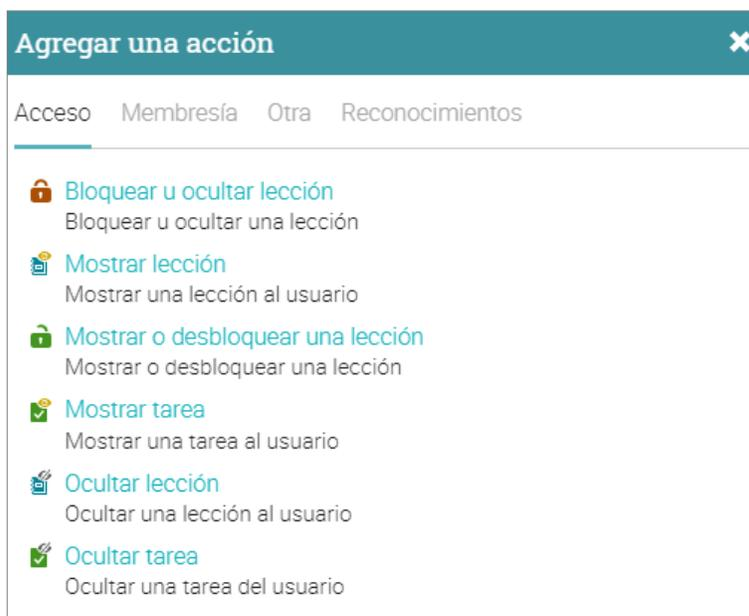 Agregar una acción
Acceso Membresía Otra Reconocimientos
Bloquear u ocultar lección
Bloquear u ocultar una lección
Mostrar lección
Mostrar una lección al usuario
Mostrar o desbloquear una lección
Mostrar o desbloquear una lección
Mostrar tarea
Mostrar una tarea al usuario
Ocultar lección
Ocultar una lección al usuario
Ocultar tarea
Ocultar una tarea del usuario